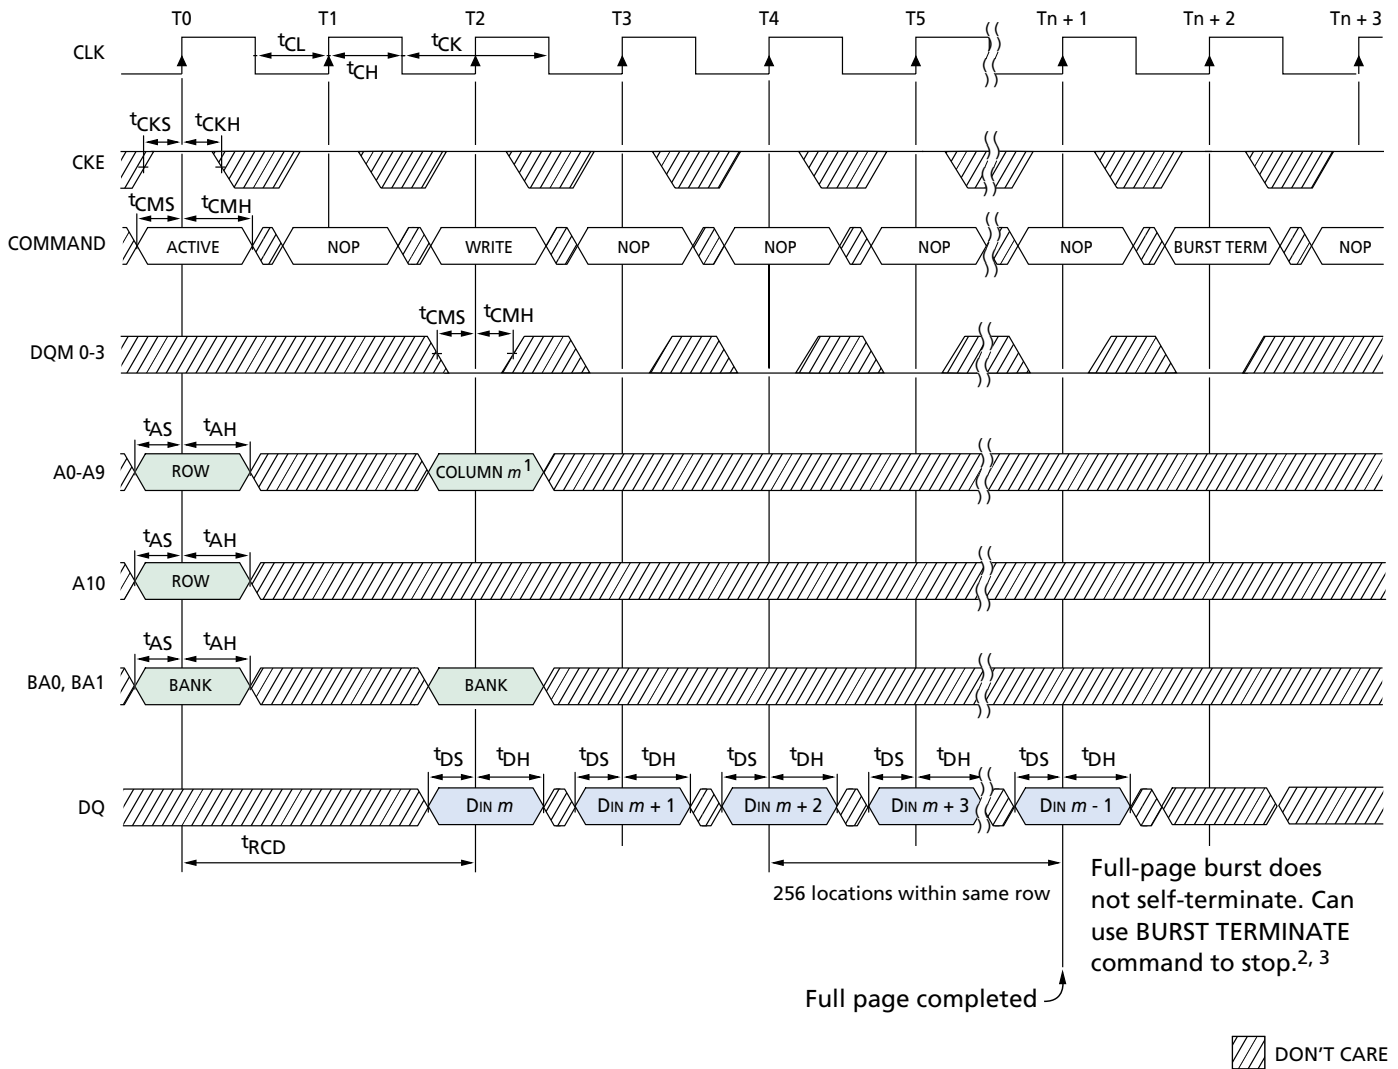 T0 T1 T2 T3 T4 T5 Tn + 1 Tn + 2 Tn + 3
CLK
tCL tCK
tCH
tCKS tCKH
CKE
tCMS tCMH
COMMAND ACTIVE NOP WRITE NOP NOP NOP NOP BURST TERM NOP
tCMS tCMH
DQM 0-3
tAS tAH
A0-A9 ROW COLUMN m1
tAS tAH
A10 ROW
tAS tAH
BA0, BA1 BANK BANK
tDS tDH tDS tDH tDS tDH tDS tDH tDS tDH
DQ DIN m DIN m + 1 DIN m + 2 DIN m + 3 DIN m - 1
tRCD
256 locations within same row
Full-page burst does
not self-terminate. Can
use BURST TERMINATE
command to stop.2, 3
Full page completed
DON'T CARE